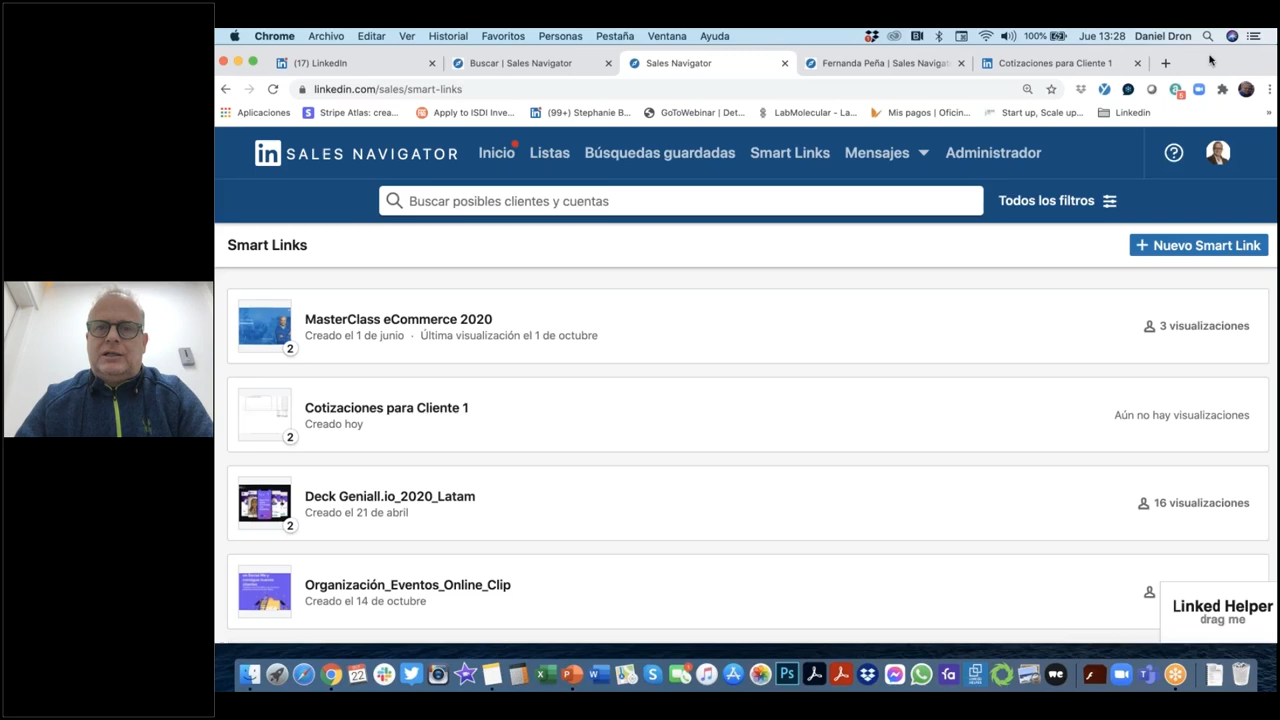 Chrome Archivo Editar Ver Historial Favoritos Personas Pestaña Ventana Ayuda 100% Jue 13:28 Daniel Dron
(17) LinkedIn Buscar | Sales Navigator Sales Navigator Fernanda Peña | Sales Navigat Cotizaciones para Cliente 1
linkedin.com/sales/smart-links
Aplicaciones Stripe Atlas: crea... Apply to ISDI Inve... (99+) Stephanie B... GoToWebinar | Det... LabMolecular - La... Mis pagos | Oficin... Start up, Scale up... Linkedin
in SALES NAVIGATOR Inicio Listas Búsquedas guardadas Smart Links Mensajes Administrador
Buscar posibles clientes y cuentas Todos los filtros
Smart Links + Nuevo Smart Link
MasterClass eCommerce 2020
Creado el 1 de junio · Última visualización el 1 de octubre
3 visualizaciones
2
Cotizaciones para Cliente 1
Creado hoy
Aún no hay visualizaciones
2
Deck Geniall.io_2020_Latam
Creado el 21 de abril
16 visualizaciones
2
Organización_Eventos_Online_Clip
Creado el 14 de octubre
Linked Helper
drag me